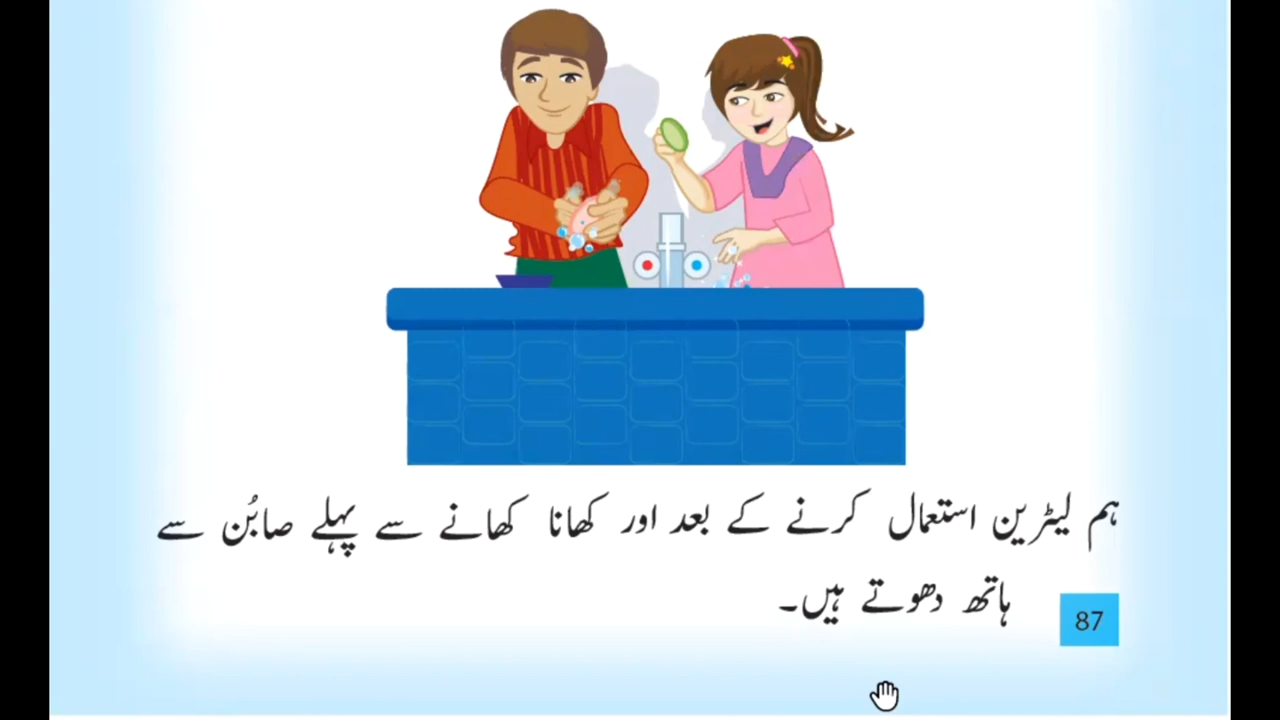 ہم لیٹرین استعمال کرنے کے بعد اور کھانا کھانے سے پہلے صابُن سے
ہاتھ دھوتے ہیں۔
87